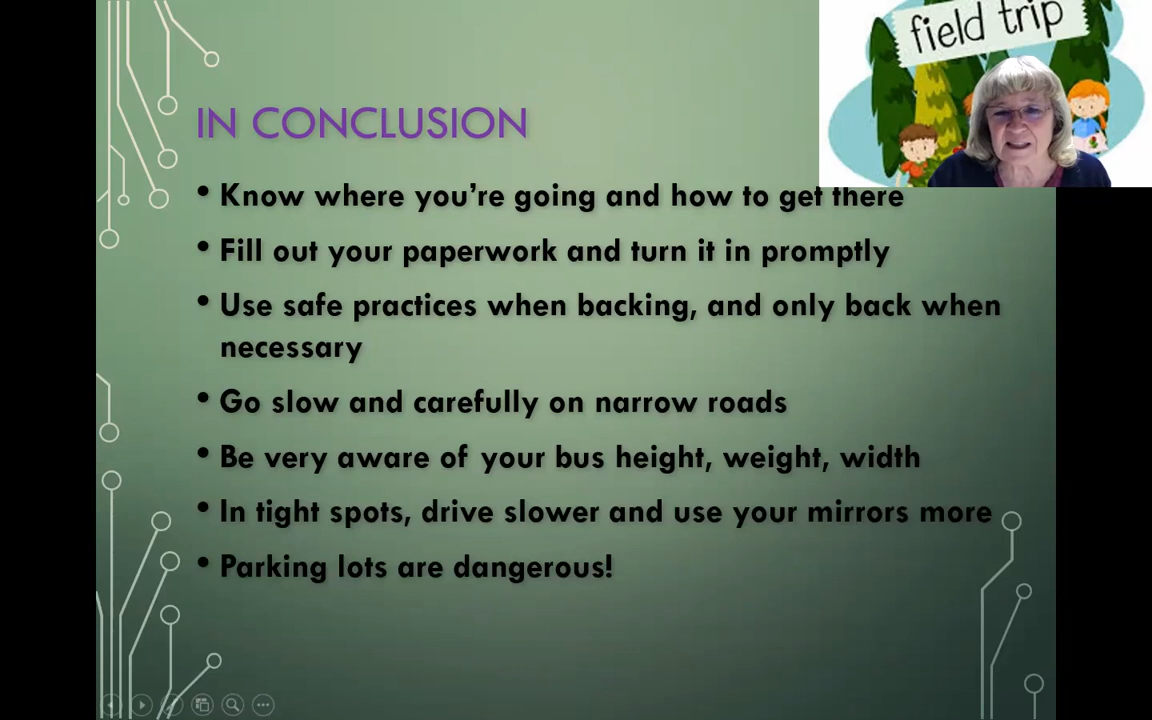 field trip
IN CONCLUSION
• Know where you're going and how to get there
• Fill out your paperwork and turn it in promptly
• Use safe practices when backing, and only back when
necessary
• Go slow and carefully on narrow roads
• Be very aware of your bus height, weight, width
• In tight spots, drive slower and use your mirrors more
• Parking lots are dangerous!